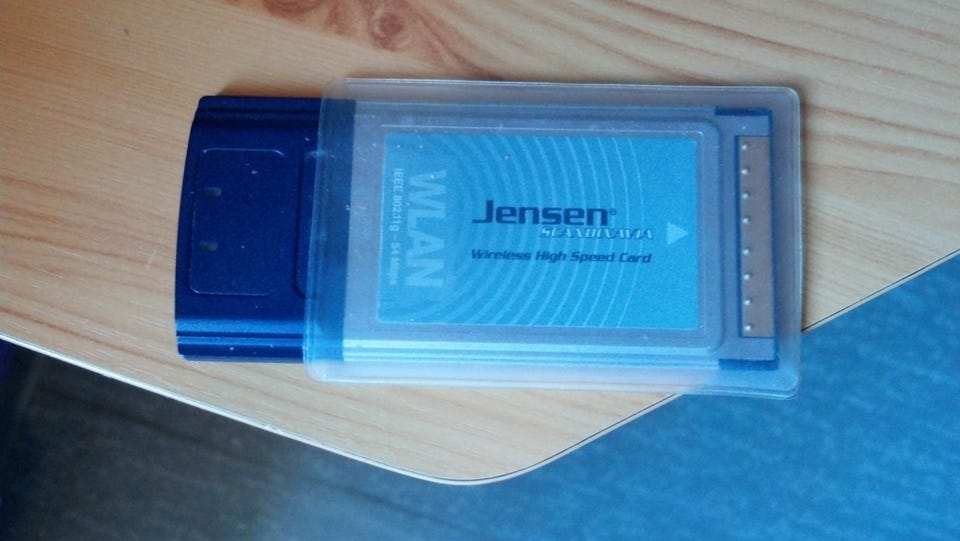 Jensen®
SCANDINAVIA
Wireless High Speed Card
WLAN
IEEE 802.11g - 54 Mbps